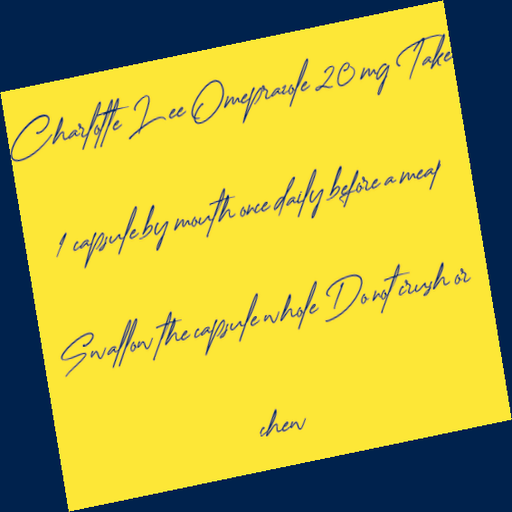 Charlotte Lee Omeprazole 20 mg Take
1 capsule by mouth once daily before a meal
Swallow the capsule whole Do not crush or
chew